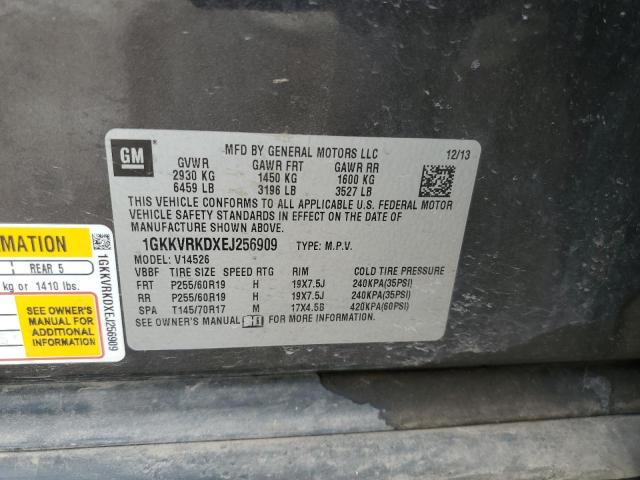 GM
MFD BY GENERAL MOTORS LLC
12/13
GVWR GAWR FRT GAWR RR
2930 KG 1450 KG 1600 KG
6459 LB 3196 LB 3527 LB
THIS VEHICLE CONFORMS TO ALL APPLICABLE U.S. FEDERAL MOTOR
VEHICLE SAFETY STANDARDS IN EFFECT ON THE DATE OF
MANUFACTURE SHOWN ABOVE.
1GKKVRKDXEJ256909 TYPE: M.P.V.
MODEL: V14526
VBBF TIRE SIZE SPEED RTG RIM COLD TIRE PRESSURE
FRT P255/60R19 H 19X7.5J 240KPA(35PSI)
RR P255/60R19 H 19X7.5J 240KPA(35PSI)
SPA T145/70R17 M 17X4.5B 420KPA(60PSI)
SEE OWNER'S MANUAL FOR MORE INFORMATION.
REAR 5
kg or 1410 lbs.
SEE OWNER'S
MANUAL FOR
ADDITIONAL
INFORMATION
1GKKVRKDXEJ256909